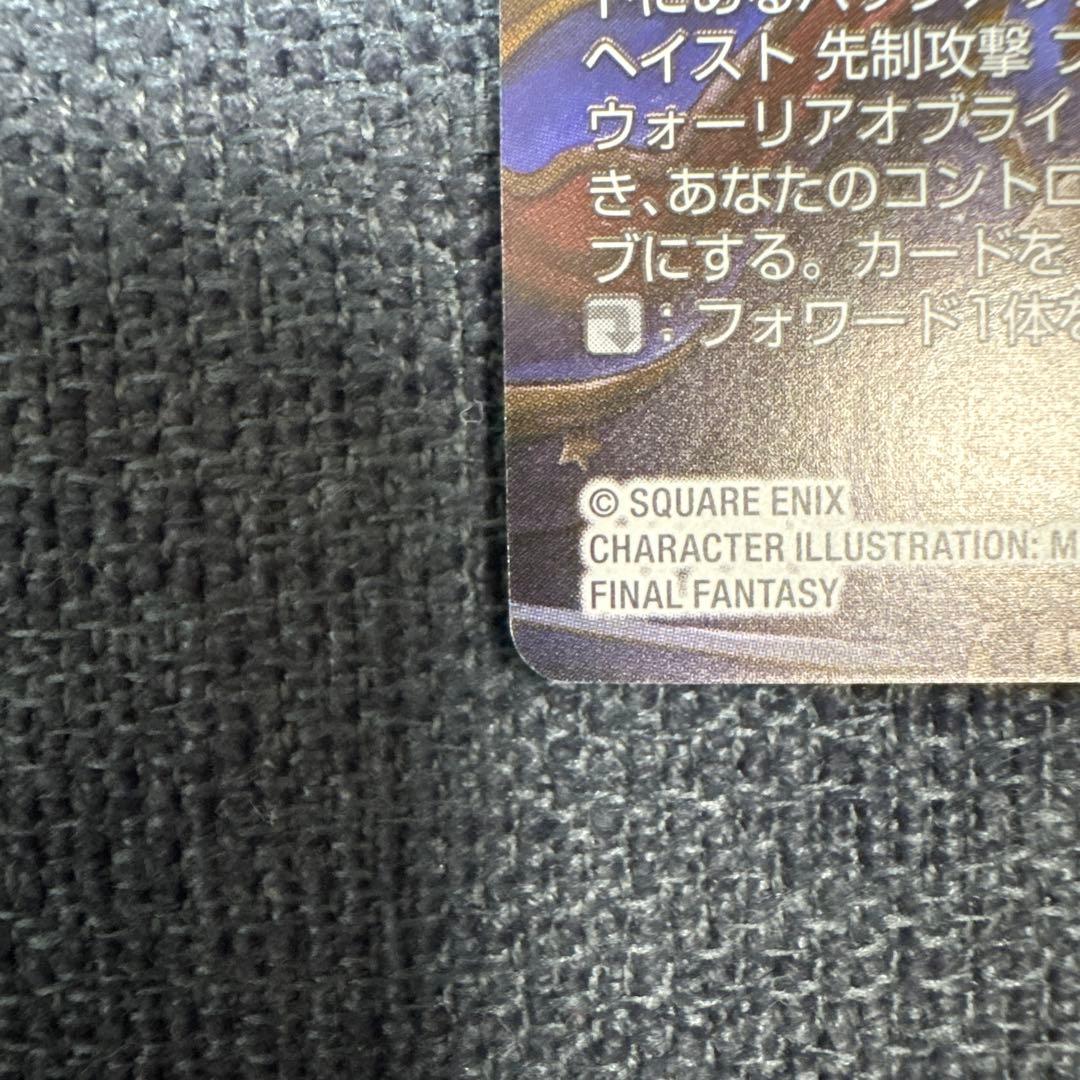 ヘイスト 先制攻撃
ウォーリアオブライ
き、あなたのコントロ
ブにする。カードを
：フォワード1体を
© SQUARE ENIX
CHARACTER ILLUSTRATION: M
FINAL FANTASY